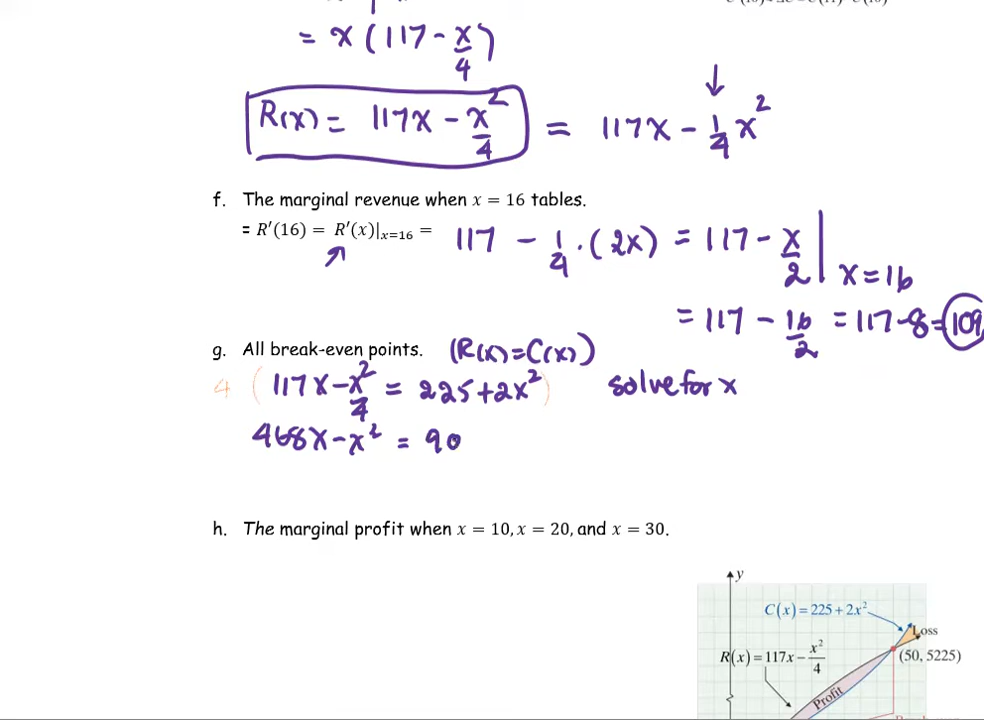 = x (117 - x/4)
R(x) = 117x - x²/4 = 117x - 1/4 x²
f. The marginal revenue when x = 16 tables.
= R′(16) = R′(x)|ₓ₌₁₆ = 117 - 1/4 · (2x) = 117 - x/2 | x = 16
= 117 - 16/2 = 117 - 8 = 109
g. All break-even points. (R(x) = C(x))
4 ( 117x - x²/4 = 225 + 2x² ) solve for x
468x - x² = 90
h. The marginal profit when x = 10, x = 20, and x = 30.
y
C(x) = 225 + 2x²
Loss
R(x) = 117x - x²/4
(50, 5225)
Profit